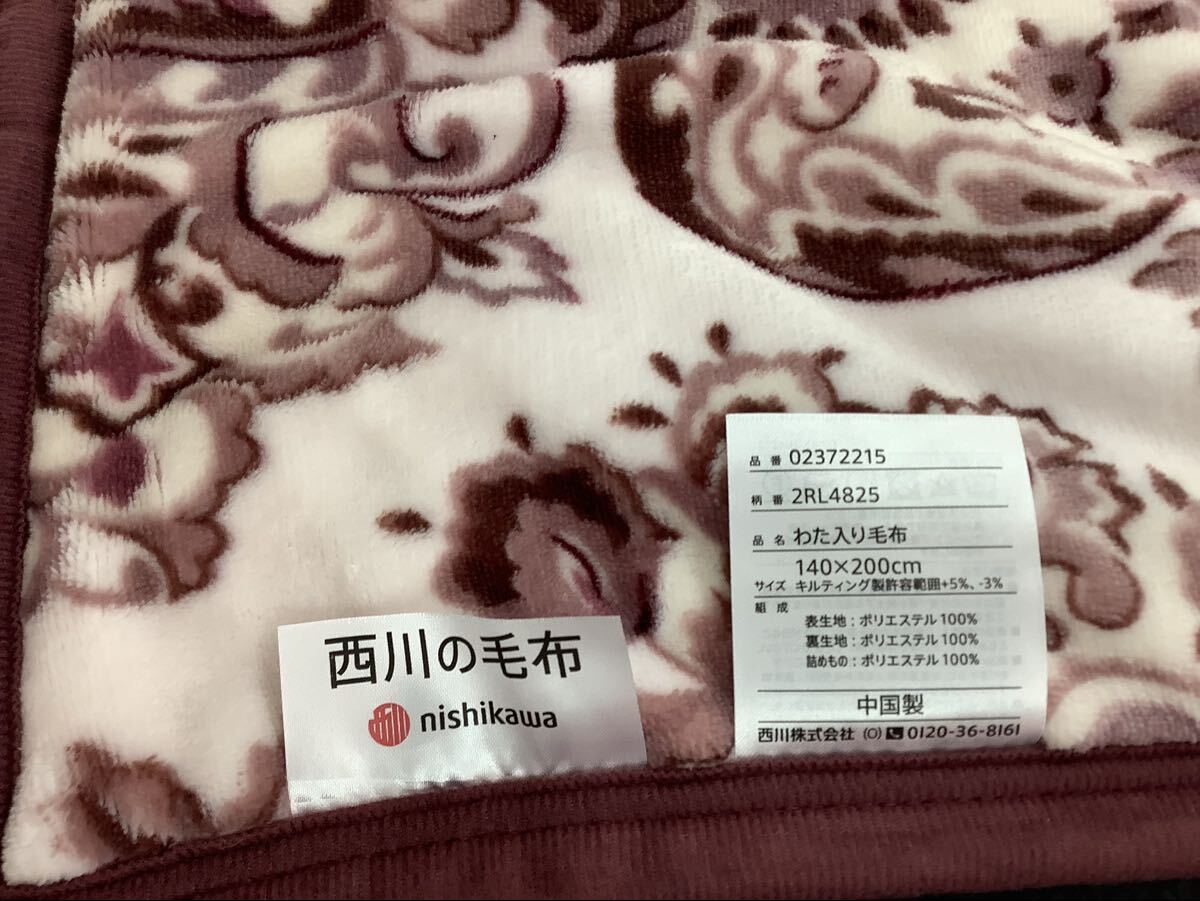 西川の毛布
nishikawa
品番 02372215
柄番 2RL4825
品名 わた入り毛布
140×200cm
サイズ キルティング製許容範囲+5%、-3%
組成
表生地：ポリエステル100%
裏生地：ポリエステル100%
詰めもの：ポリエステル100%
中国製
西川株式会社 (O) 0120-36-8161